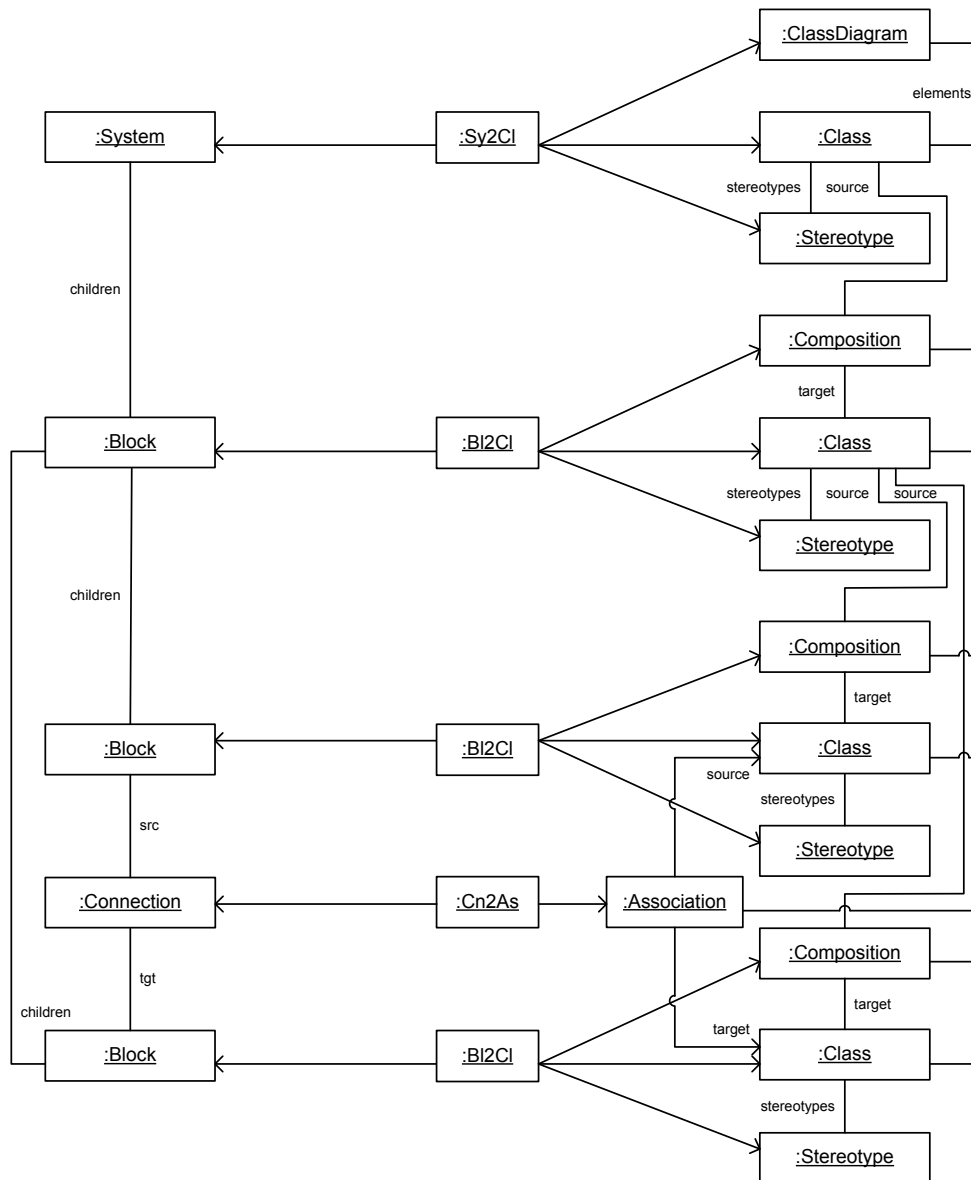 :ClassDiagram
elements
:System
:Sy2Cl
:Class
stereotypes
source
:Stereotype
children
:Composition
target
:Block
:Bl2Cl
:Class
stereotypes
source
source
:Stereotype
children
:Composition
target
:Block
:Bl2Cl
:Class
source
stereotypes
src
:Stereotype
:Connection
:Cn2As
:Association
:Composition
tgt
children
target
target
:Block
:Bl2Cl
:Class
stereotypes
:Stereotype